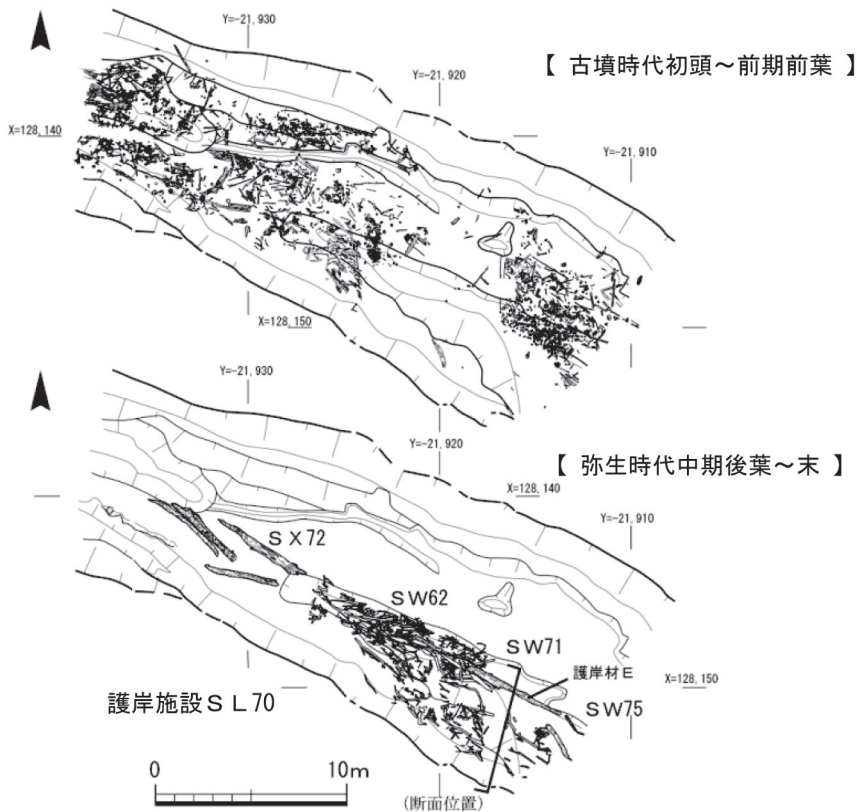 Y=-21,930
【 古墳時代初頭～前期前葉 】
Y=-21,920
X=128,140
Y=-21,910
X=128,150
Y=-21,930
Y=-21,920
【 弥生時代中期後葉～末 】
X=128,140
Y=-21,910
ＳＸ72
ＳＷ62
ＳＷ71
護岸材Ｅ
X=128,150
ＳＷ75
護岸施設ＳＬ70
0 10m
(断面位置)